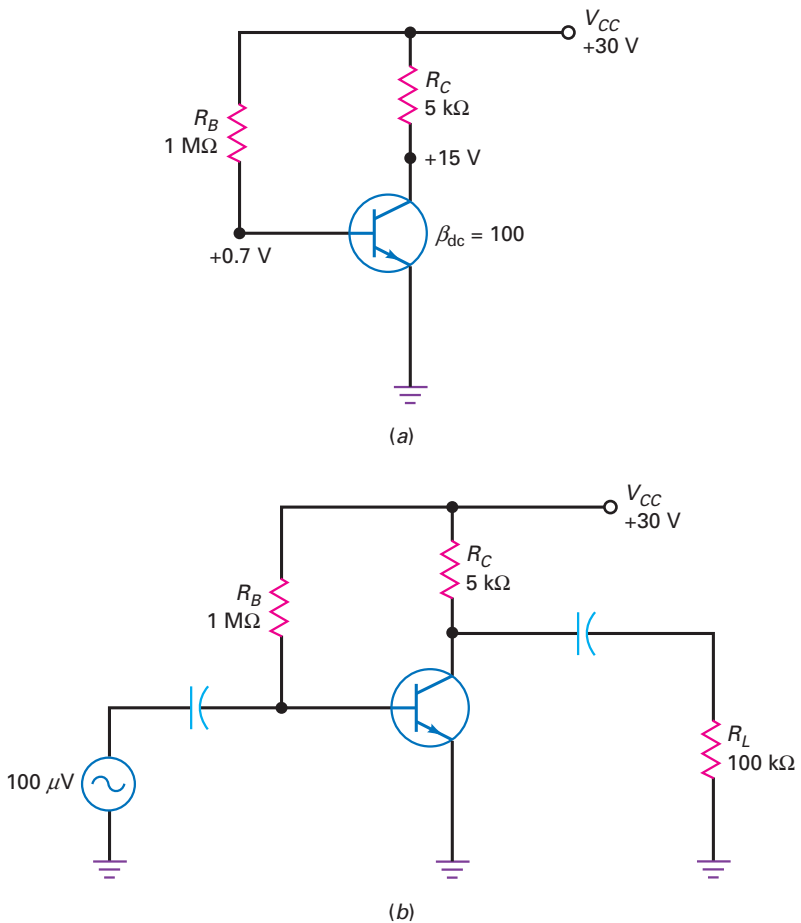 V_CC
+30 V
R_C
5 kΩ
R_B
1 MΩ
+15 V
β_dc = 100
+0.7 V
(a)
V_CC
+30 V
R_C
5 kΩ
R_B
1 MΩ
R_L
100 kΩ
100 μV
(b)